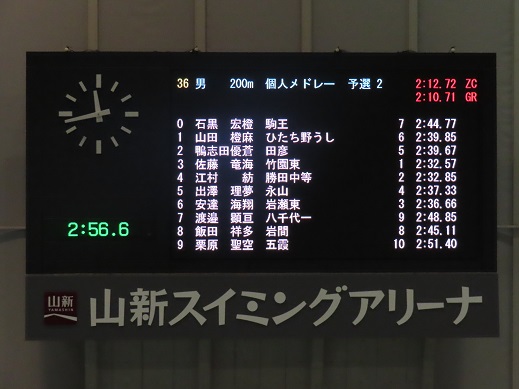 36 男 200m 個人メドレー 予選 2 2:12.72 ZC
2:10.71 GR
0 石黒 宏橙 駒王 7 2:44.77
1 山田 橙麻 ひたち野うし 6 2:39.85
2 鴨志田優蒼 田彦 5 2:39.67
3 佐藤 竜海 竹園東 1 2:32.57
4 江村 紡 勝田中等 2 2:32.85
5 出澤 理夢 永山 4 2:37.33
6 安達 海翔 岩瀬東 3 2:36.66
7 渡邉 顕亘 八千代一 9 2:48.85
8 飯田 祥多 岩間 8 2:45.11
9 栗原 聖空 五霞 10 2:51.40
2:56.6
山新
YAMASHIN
山新スイミングアリーナ